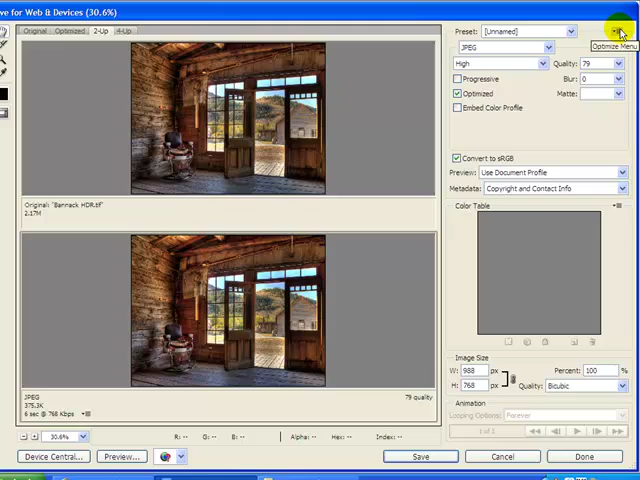 ve for Web & Devices (30.6%)
Original Optimized 2-Up 4-Up
Preset: [Unnamed]
Optimize Menu
JPEG
High Quality: 79
Progressive Blur: 0
Optimized Matte:
Embed Color Profile
Convert to sRGB
Preview: Use Document Profile
Metadata: Copyright and Contact Info
Color Table
Original: "Bannack HDR.tif"
2.17M
Image Size
W: 988 px Percent: 100 %
H: 768 px Quality: Bicubic
JPEG 79 quality
375.3K
6 sec @ 768 Kbps
Animation
Looping Options: Forever
1 of 1
30.6% R: -- G: -- B: -- Alpha: -- Hex: -- Index: --
Device Central... Preview... Save Cancel Done